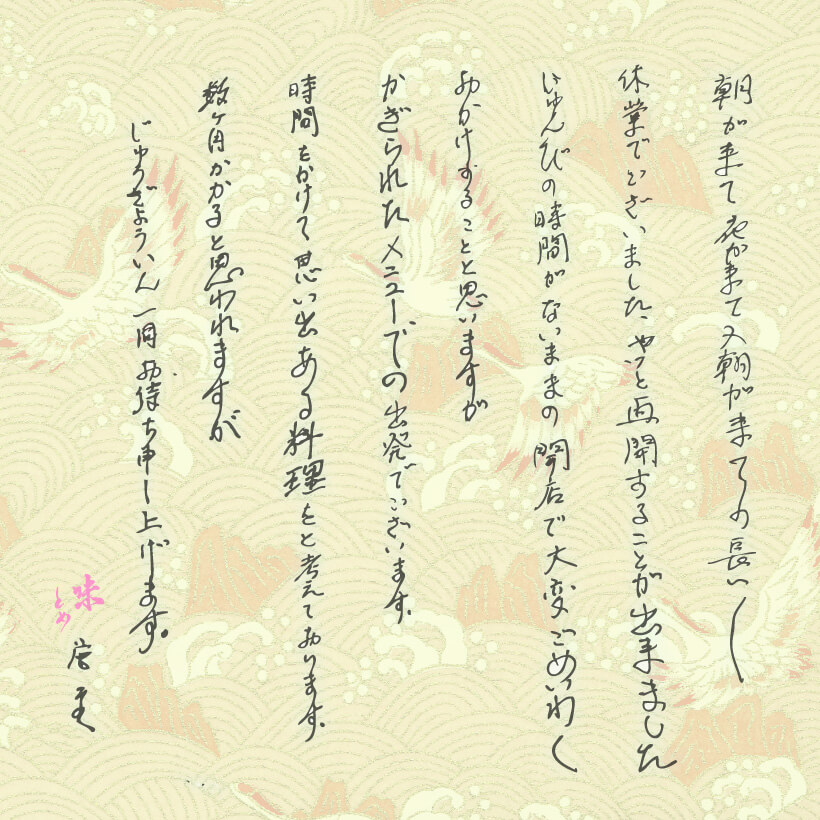 朝が来て夜が来て又朝が来ての長いし
休業でございましたやっと再開することが出来ました
じゅんびの時間がないままの開店で大変ごめいわく
おかけすることと思いますが
かぎられたメニューでの出発でございます。
時間をかけて思い出ある料理をと考えております。
数ヶ月かかると思われますが
じゅうぎょういん一同お待ち申し上げます。
味
とめ
店主